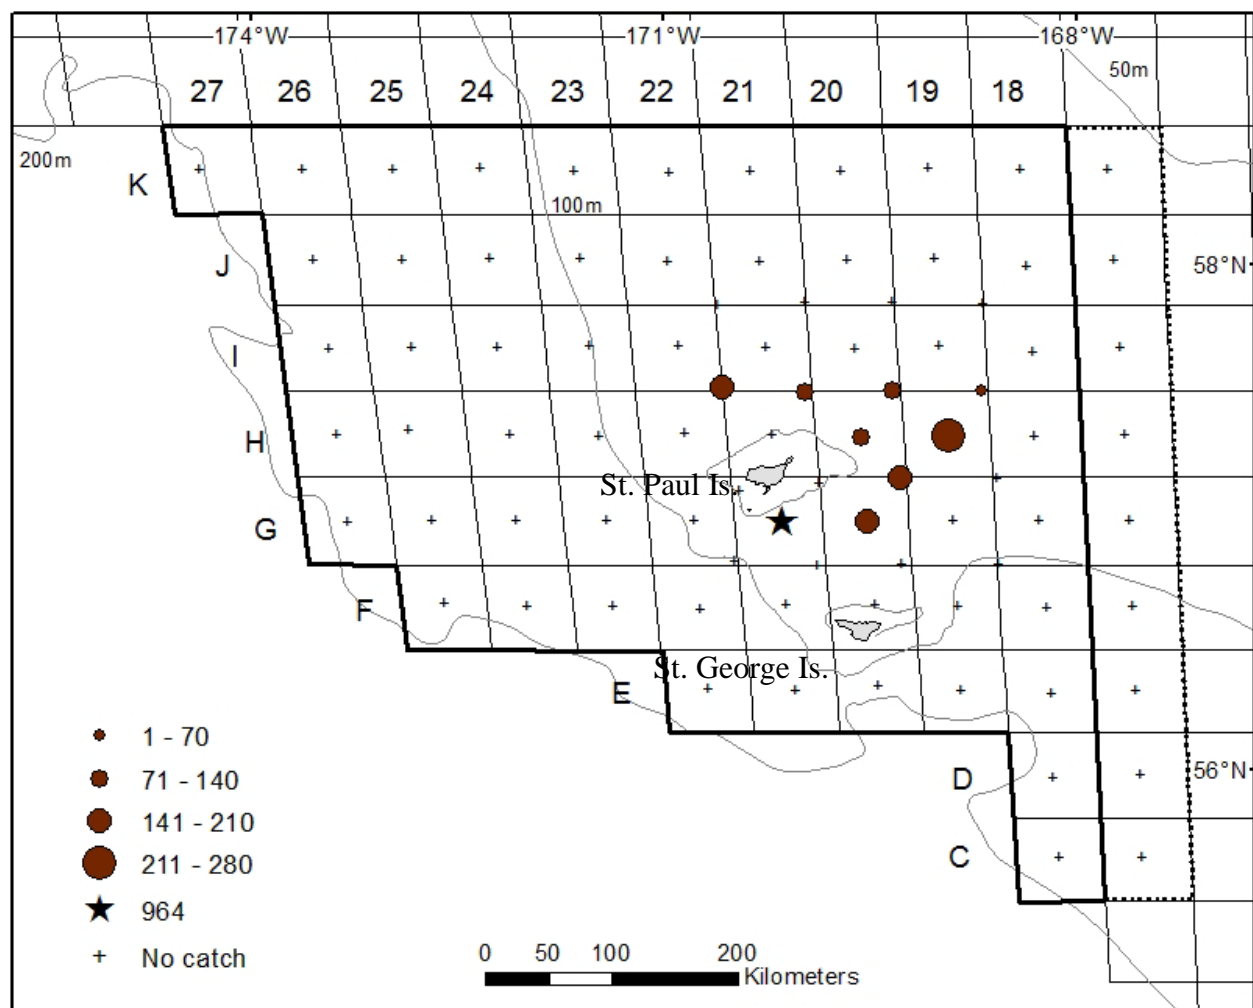 174°W 171°W 168°W
50m
27 26 25 24 23 22 21 20 19 18
200m
K
100m
J
58°N
I
H
St. Paul Is.
G
F
St. George Is.
E
56°N
D
C
1 - 70
71 - 140
141 - 210
211 - 280
964
No catch
0 50 100 200
Kilometers